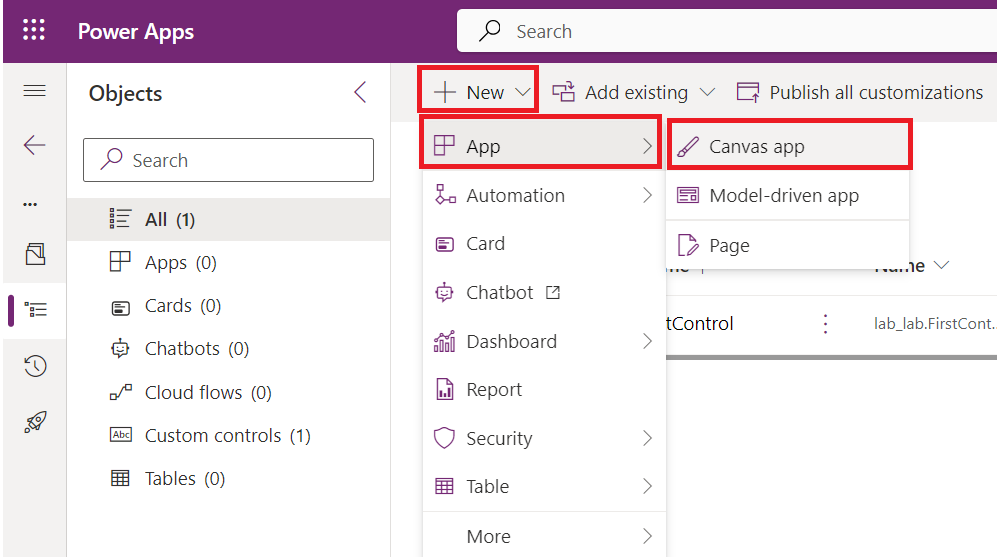 Power Apps
Search
Objects
New
Add existing
Publish all customizations
Search
All (1)
Apps (0)
Cards (0)
Chatbots (0)
Cloud flows (0)
Abc
Custom controls (1)
Tables (0)
App
Automation
Card
Chatbot
Dashboard
Report
Security
Table
More
Canvas app
Model-driven app
Page
Name
tControl
lab_lab.FirstCont...